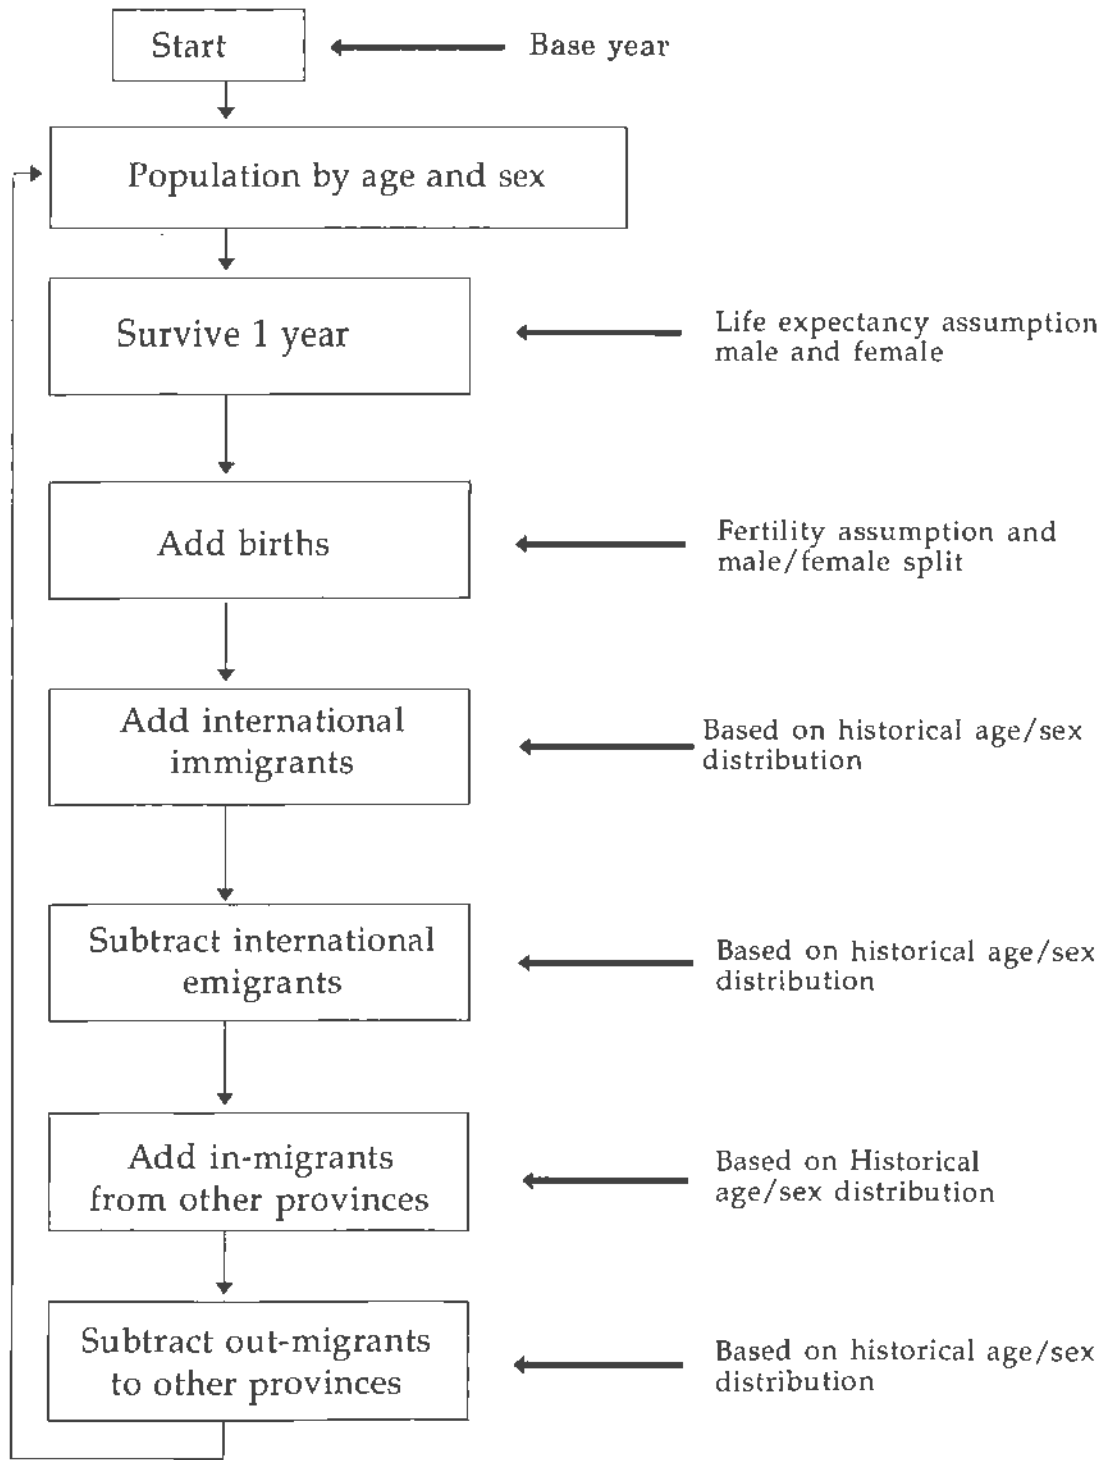 Start
Base year
Population by age and sex
Survive 1 year
Life expectancy assumption
male and female
Add births
Fertility assumption and
male/female split
Add international
immigrants
Based on historical age/sex
distribution
Subtract international
emigrants
Based on historical age/sex
distribution
Add in-migrants
from other provinces
Based on Historical
age/sex distribution
Subtract out-migrants
to other provinces
Based on historical age/sex
distribution